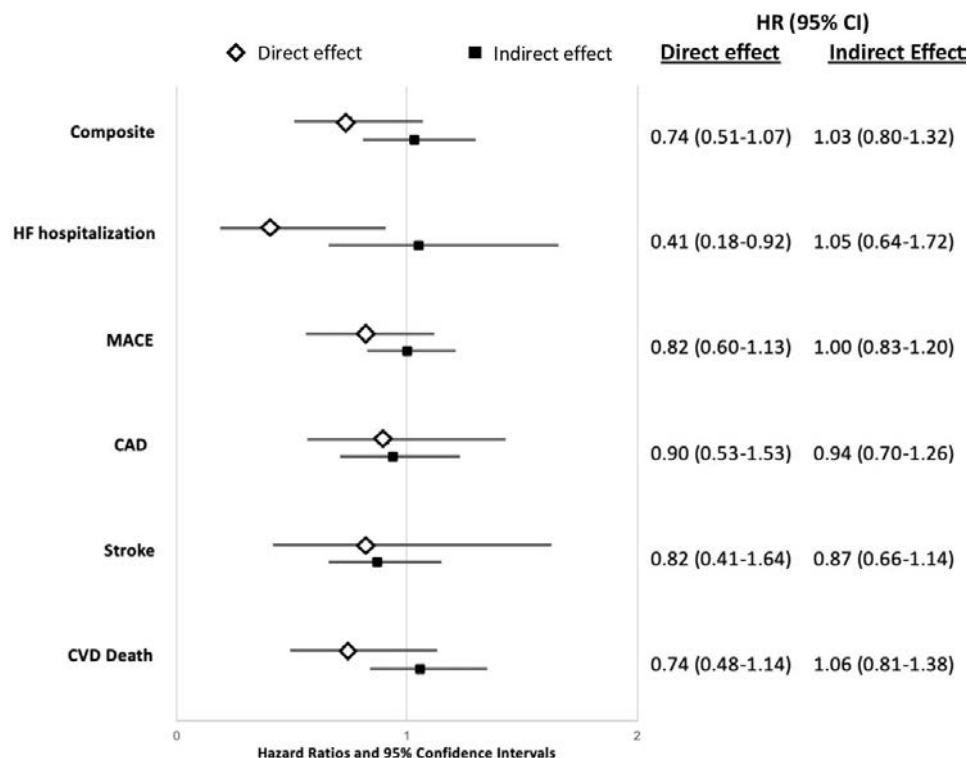 HR (95% CI)
Direct effect Indirect effect Direct effect Indirect Effect
Composite 0.74 (0.51-1.07) 1.03 (0.80-1.32)
HF hospitalization 0.41 (0.18-0.92) 1.05 (0.64-1.72)
MACE 0.82 (0.60-1.13) 1.00 (0.83-1.20)
CAD 0.90 (0.53-1.53) 0.94 (0.70-1.26)
Stroke 0.82 (0.41-1.64) 0.87 (0.66-1.14)
CVD Death 0.74 (0.48-1.14) 1.06 (0.81-1.38)
0 1 2
Hazard Ratios and 95% Confidence Intervals